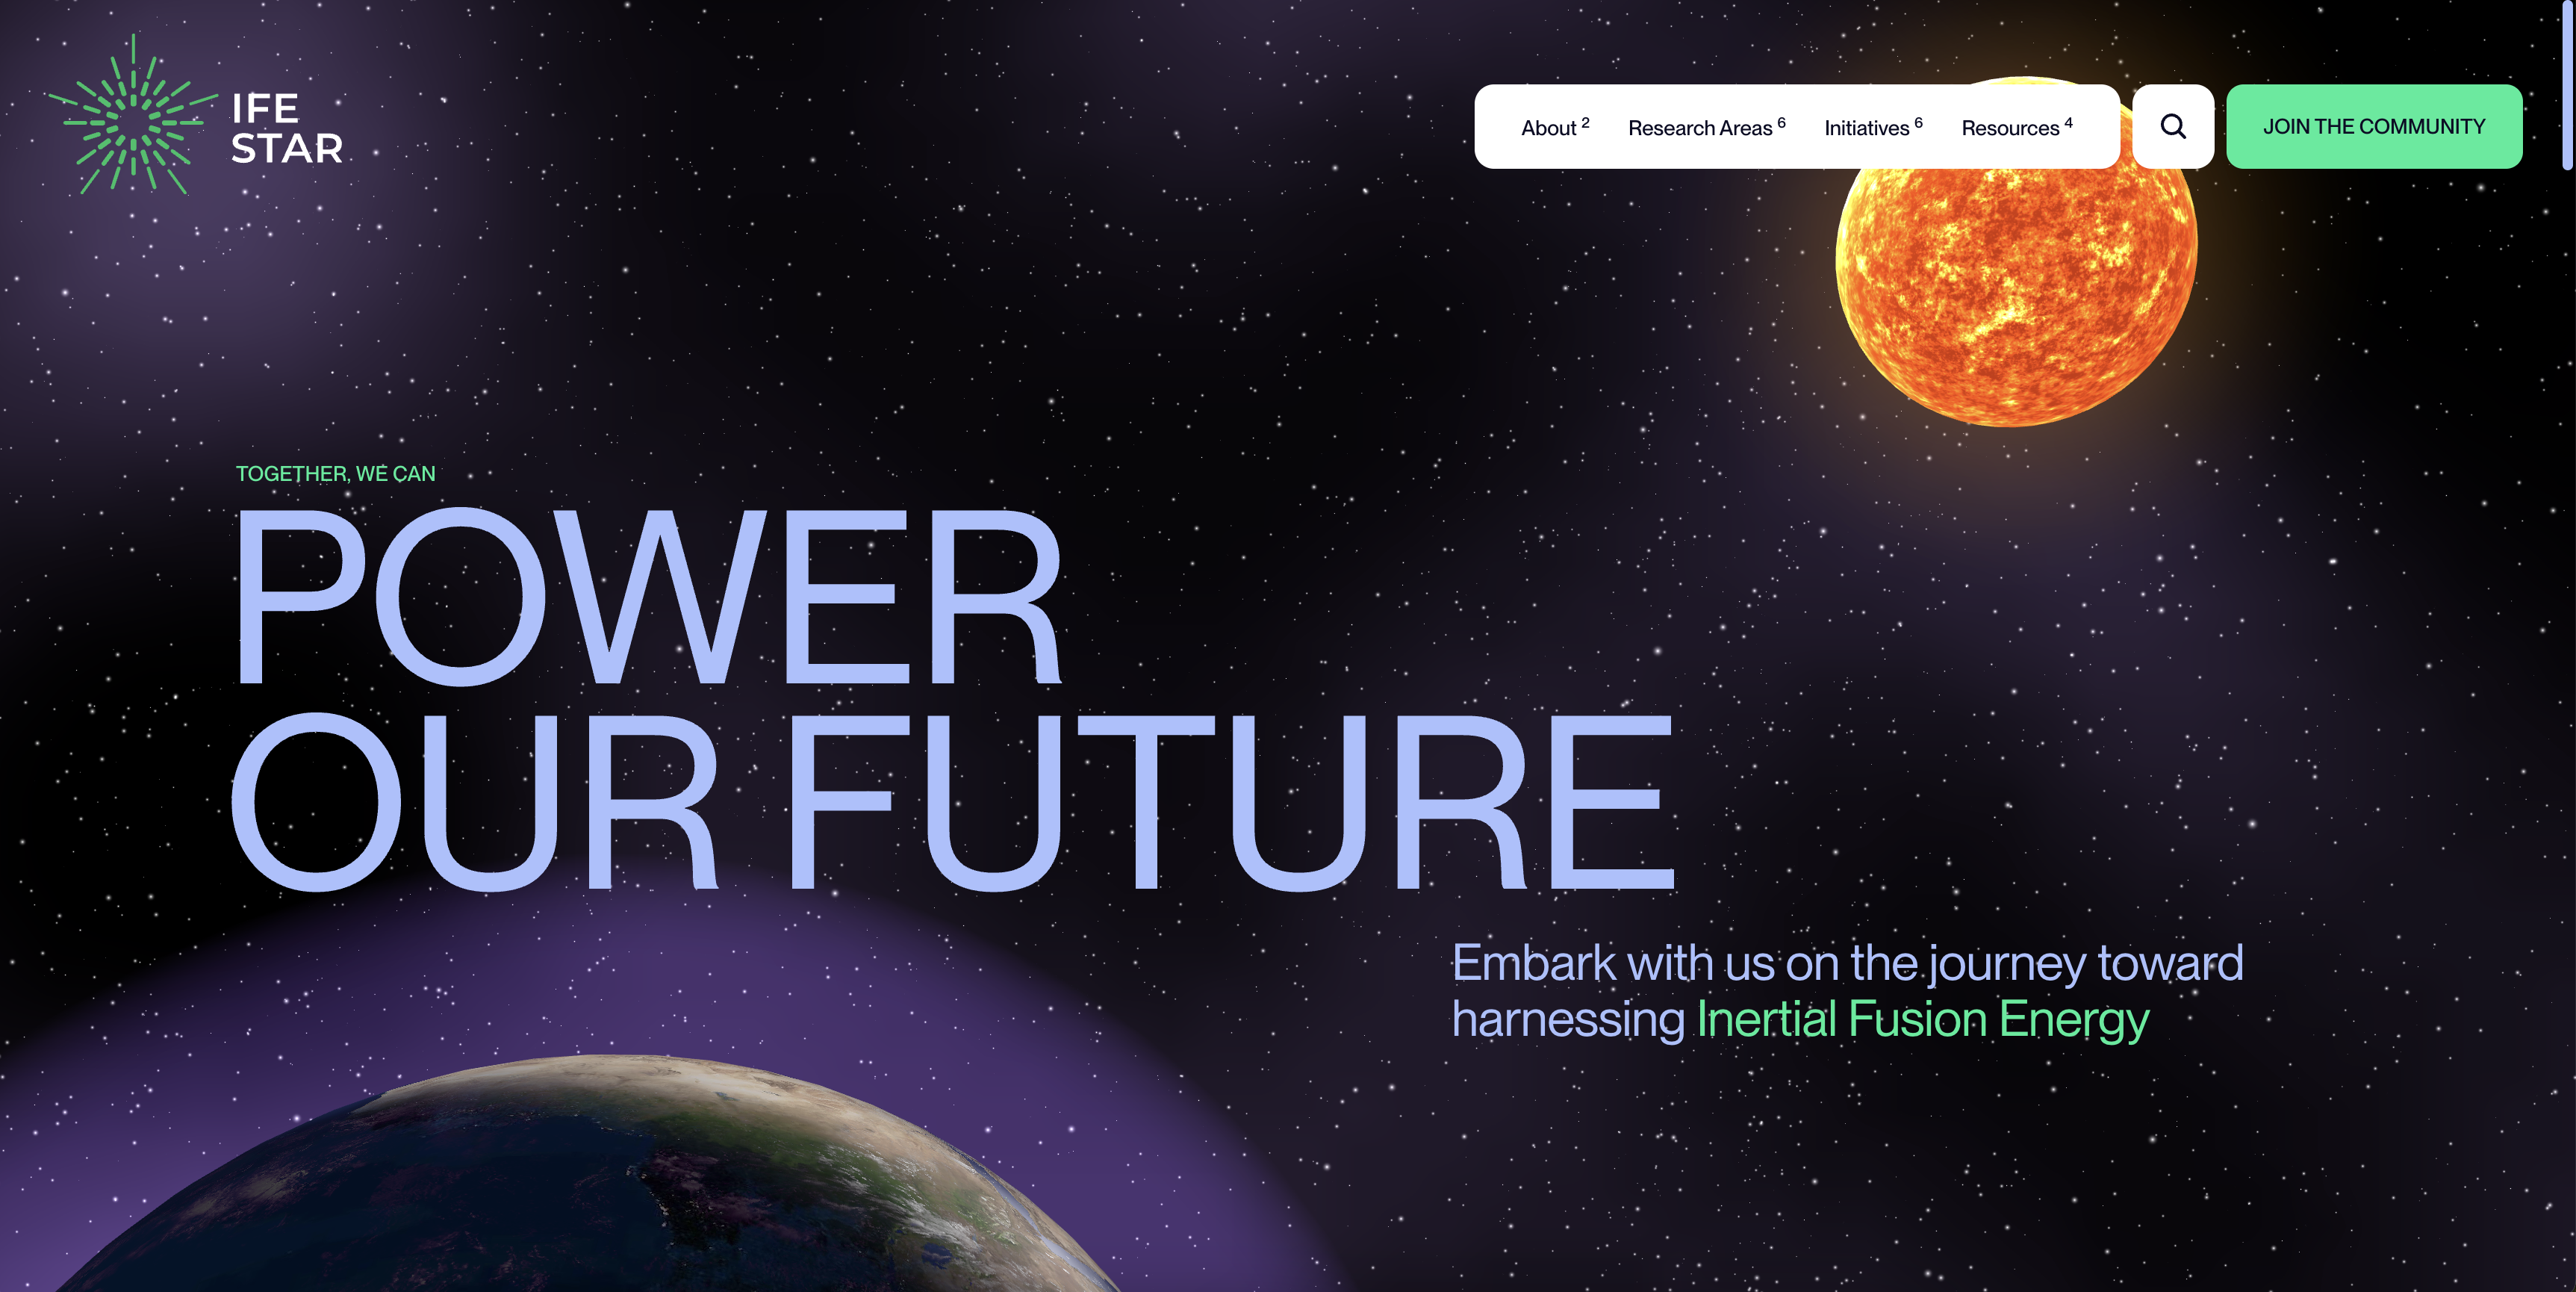 IFE
STAR
About 2
Research Areas 6
Initiatives 6
Resources 4
JOIN THE COMMUNITY
TOGETHER, WE CAN
POWER
OUR FUTURE
Embark with us on the journey toward
harnessing Inertial Fusion Energy